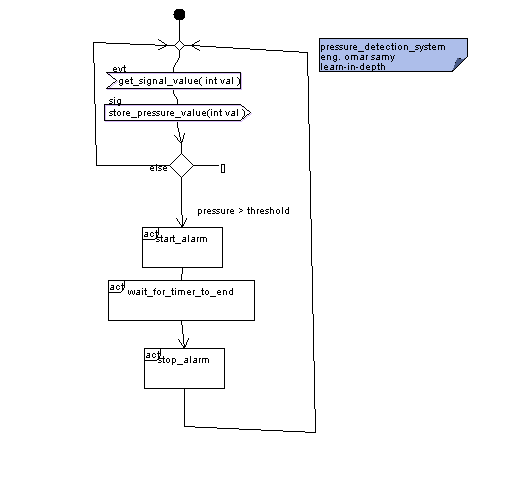 pressure_detection_system
eng. omar samy
learn-in-depth
evt
get_signal_value( int val )
sig
store_pressure_value(int val )
else
[]
pressure > threshold
act
start_alarm
act
wait_for_timer_to_end
act
stop_alarm